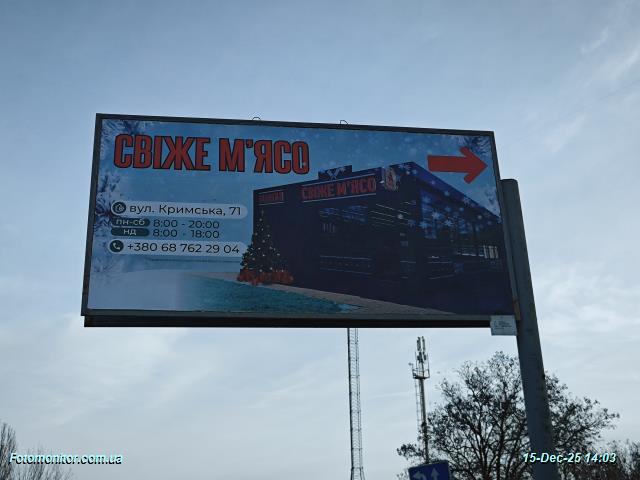 СВІЖЕ М'ЯСО
СВІЖЕ М'ЯСО
вул. Кримська, 71
пн-сб 8:00 - 20:00
нд 8:00 - 18:00
+380 68 762 29 04
Fotomonitor.com.ua
15-Dec-25 14:03